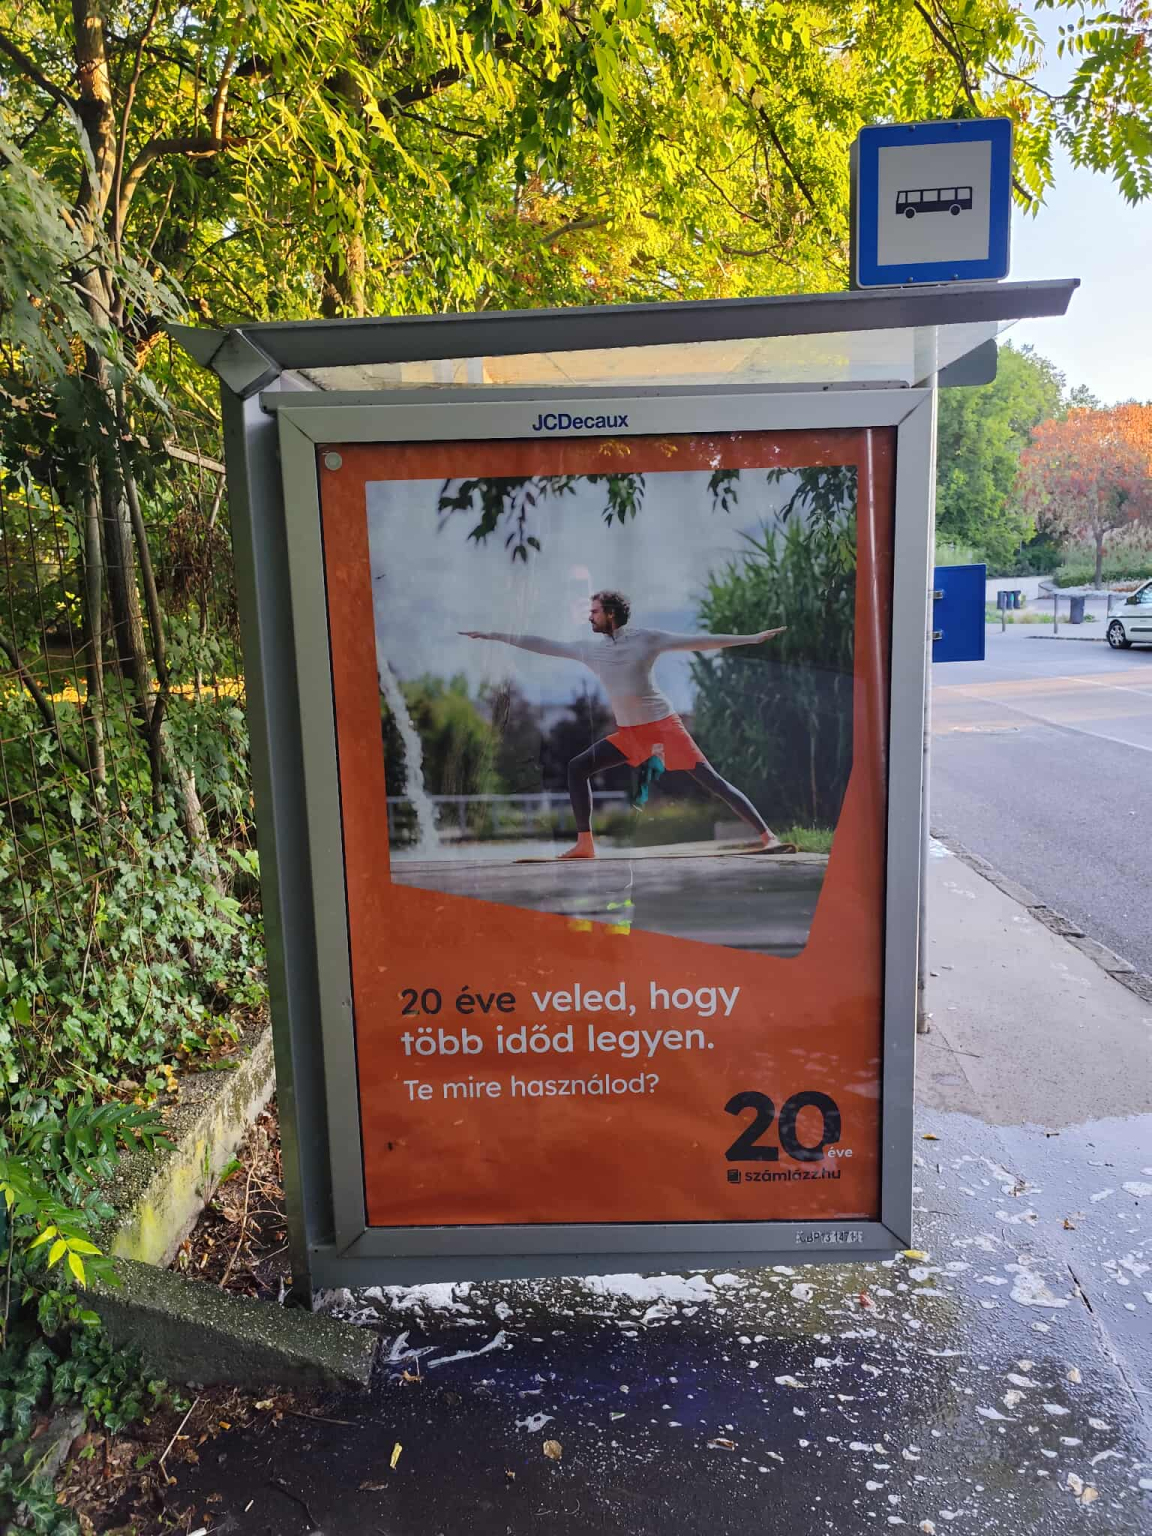 JCDecaux
20 éve veled, hogy
több időd legyen.
Te mire használod?
20
éve
számlázz.hu